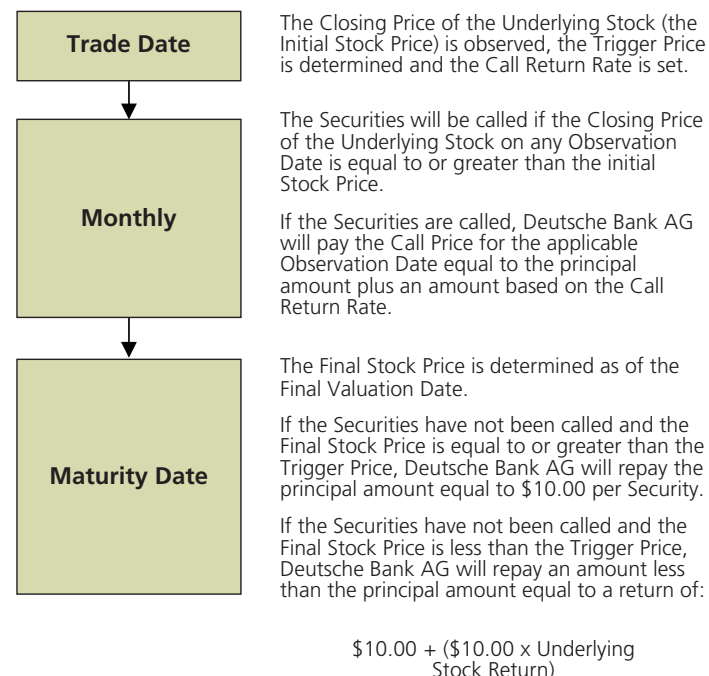 Trade Date
The Closing Price of the Underlying Stock (the
Initial Stock Price) is observed, the Trigger Price
is determined and the Call Return Rate is set.
Monthly
The Securities will be called if the Closing Price
of the Underlying Stock on any Observation
Date is equal to or greater than the initial
Stock Price.
If the Securities are called, Deutsche Bank AG
will pay the Call Price for the applicable
Observation Date equal to the principal
amount plus an amount based on the Call
Return Rate.
Maturity Date
The Final Stock Price is determined as of the
Final Valuation Date.
If the Securities have not been called and the
Final Stock Price is equal to or greater than the
Trigger Price, Deutsche Bank AG will repay the
principal amount equal to $10.00 per Security.
If the Securities have not been called and the
Final Stock Price is less than the Trigger Price,
Deutsche Bank AG will repay an amount less
than the principal amount equal to a return of:
$10.00 + ($10.00 x Underlying
Stock Return)